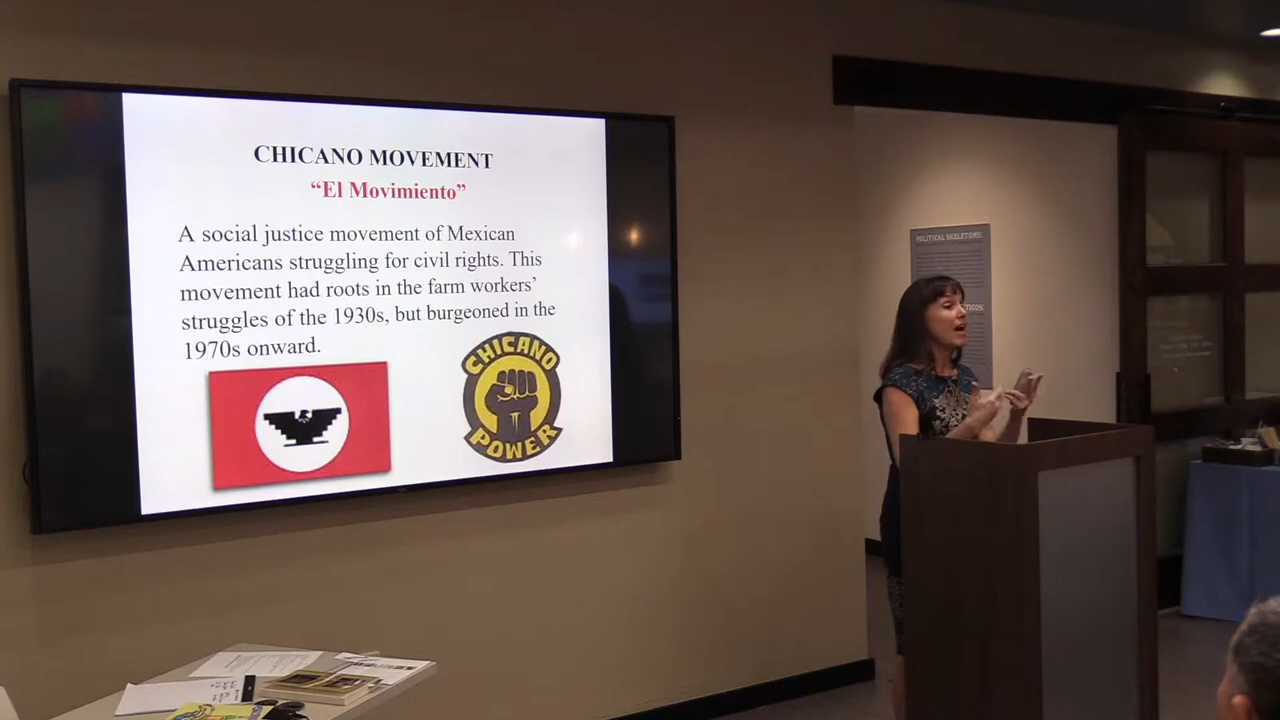 CHICANO MOVEMENT
“El Movimiento”
A social justice movement of Mexican
Americans struggling for civil rights. This
movement had roots in the farm workers’
struggles of the 1930s, but burgeoned in the
1970s onward.
CHICANO
POWER
POLITICAL SKELETONS: